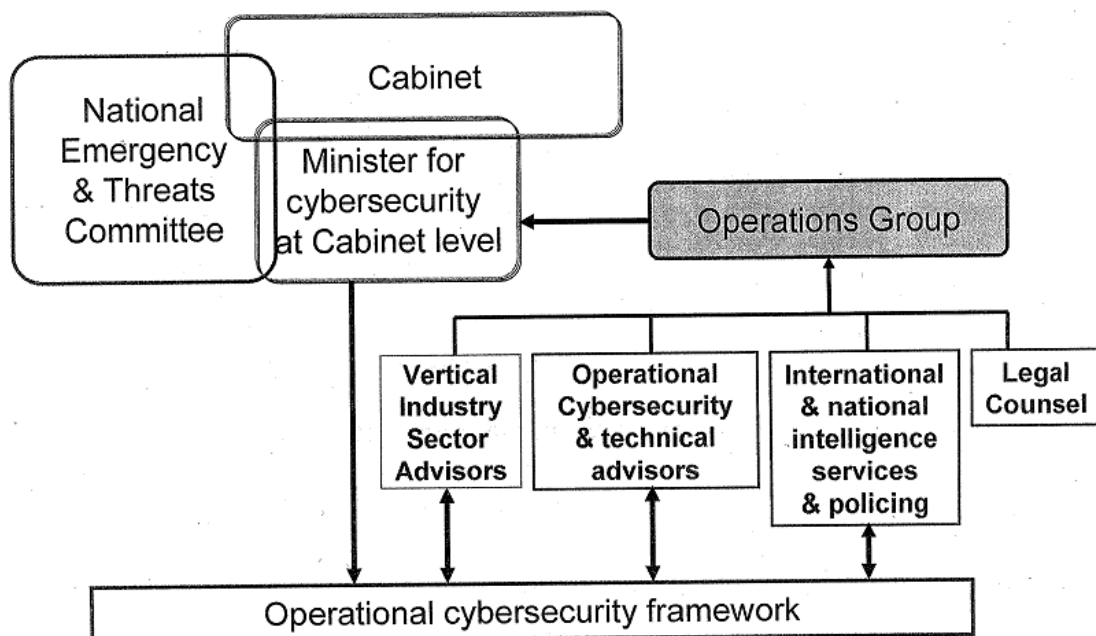 Cabinet
National
Emergency
& Threats
Committee
Minister for
cybersecurity
at Cabinet level
Operations Group
Vertical
Industry
Sector
Advisors
Operational
Cybersecurity
& technical
advisors
International
& national
intelligence
services
& policing
Legal
Counsel
Operational cybersecurity framework